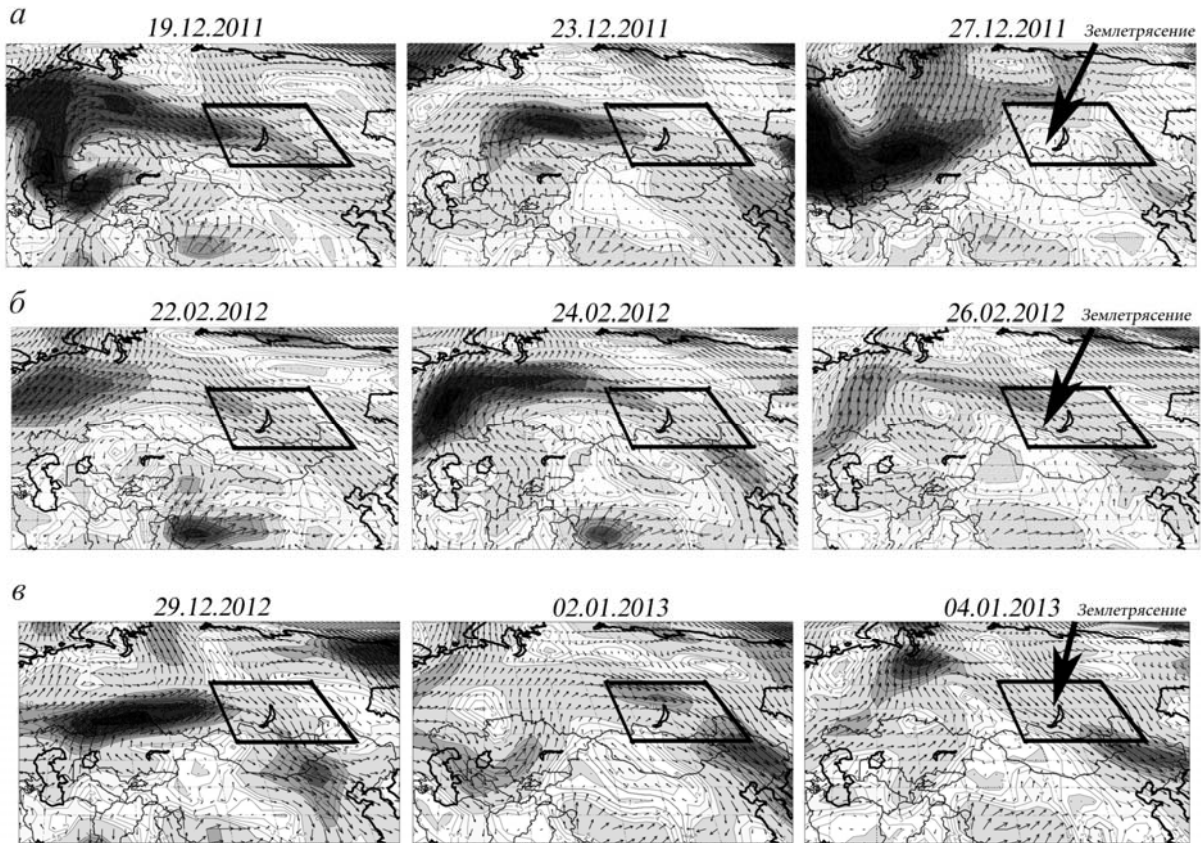 а
19.12.2011 23.12.2011 27.12.2011 Землетрясение
б
22.02.2012 24.02.2012 26.02.2012 Землетрясение
в
29.12.2012 02.01.2013 04.01.2013 Землетрясение